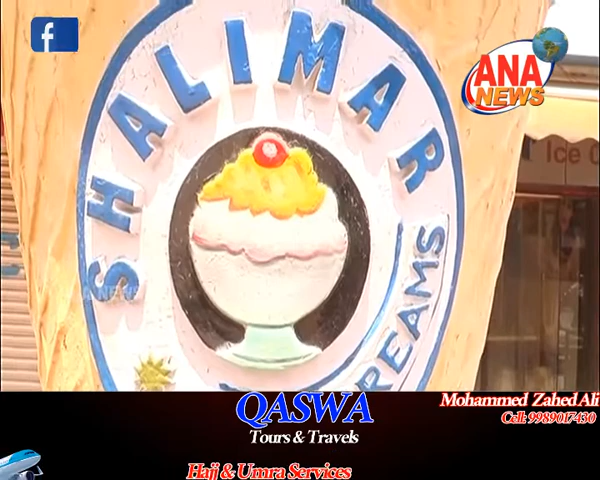 f
ANA
NEWS
SHALIMAR
REAMS
Ice C
QASWA
Tours & Travels
Hajj & Umra Services
Mohammed Zahed Ali
Cell: 9989017430